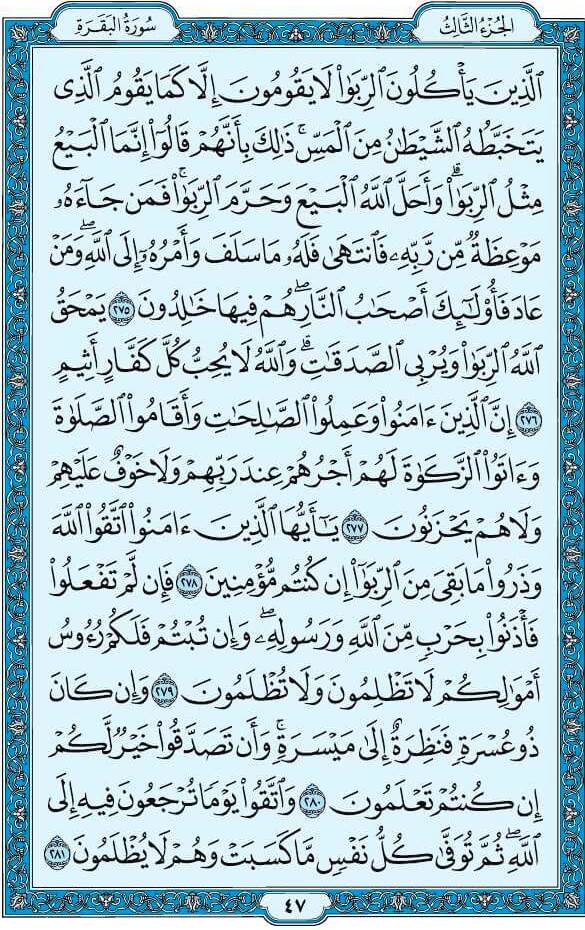 الجزء الثالث
سورة البقرة
ٱلَّذِينَ يَأۡكُلُونَ ٱلرِّبَوٰاْ لَا يَقُومُونَ إِلَّا كَمَا يَقُومُ ٱلَّذِي
يَتَخَبَّطُهُ ٱلشَّيۡطَٰنُ مِنَ ٱلۡمَسِّۚ ذَٰلِكَ بِأَنَّهُمۡ قَالُوٓاْ إِنَّمَا ٱلۡبَيۡعُ
مِثۡلُ ٱلرِّبَوٰاْۗ وَأَحَلَّ ٱللَّهُ ٱلۡبَيۡعَ وَحَرَّمَ ٱلرِّبَوٰاْۚ فَمَن جَآءَهُۥ
مَوۡعِظَةٞ مِّن رَّبِّهِۦ فَٱنتَهَىٰ فَلَهُۥ مَا سَلَفَ وَأَمۡرُهُۥٓ إِلَى ٱللَّهِۖ وَمَنۡ
عَادَ فَأُوْلَٰٓئِكَ أَصۡحَٰبُ ٱلنَّارِۖ هُمۡ فِيهَا خَٰلِدُونَ ٢٧٥ يَمۡحَقُ
ٱللَّهُ ٱلرِّبَوٰاْ وَيُرۡبِي ٱلصَّدَقَٰتِۗ وَٱللَّهُ لَا يُحِبُّ كُلَّ كَفَّارٍ أَثِيمٍ
٢٧٦ إِنَّ ٱلَّذِينَ ءَامَنُواْ وَعَمِلُواْ ٱلصَّٰلِحَٰتِ وَأَقَامُواْ ٱلصَّلَوٰةَ
وَءَاتَوُاْ ٱلزَّكَوٰةَ لَهُمۡ أَجۡرُهُمۡ عِندَ رَبِّهِمۡ وَلَا خَوۡفٌ عَلَيۡهِمۡ
وَلَا هُمۡ يَحۡزَنُونَ ٢٧٧ يَٰٓأَيُّهَا ٱلَّذِينَ ءَامَنُواْ ٱتَّقُواْ ٱللَّهَ
وَذَرُواْ مَا بَقِيَ مِنَ ٱلرِّبَوٰٓاْ إِن كُنتُم مُّؤۡمِنِينَ ٢٧٨ فَإِن لَّمۡ تَفۡعَلُواْ
فَأۡذَنُواْ بِحَرۡبٖ مِّنَ ٱللَّهِ وَرَسُولِهِۦۖ وَإِن تُبۡتُمۡ فَلَكُمۡ رُءُوسُ
أَمۡوَٰلِكُمۡ لَا تَظۡلِمُونَ وَلَا تُظۡلَمُونَ ٢٧٩ وَإِن كَانَ
ذُو عُسۡرَةٖ فَنَظِرَةٌ إِلَىٰ مَيۡسَرَةٖۚ وَأَن تَصَدَّقُواْ خَيۡرٞ لَّكُمۡ
إِن كُنتُمۡ تَعۡلَمُونَ ٢٨٠ وَٱتَّقُواْ يَوۡمٗا تُرۡجَعُونَ فِيهِ إِلَى
ٱللَّهِۖ ثُمَّ تُوَفَّىٰ كُلُّ نَفۡسٖ مَّا كَسَبَتۡ وَهُمۡ لَا يُظۡلَمُونَ ٢٨١
٤٧